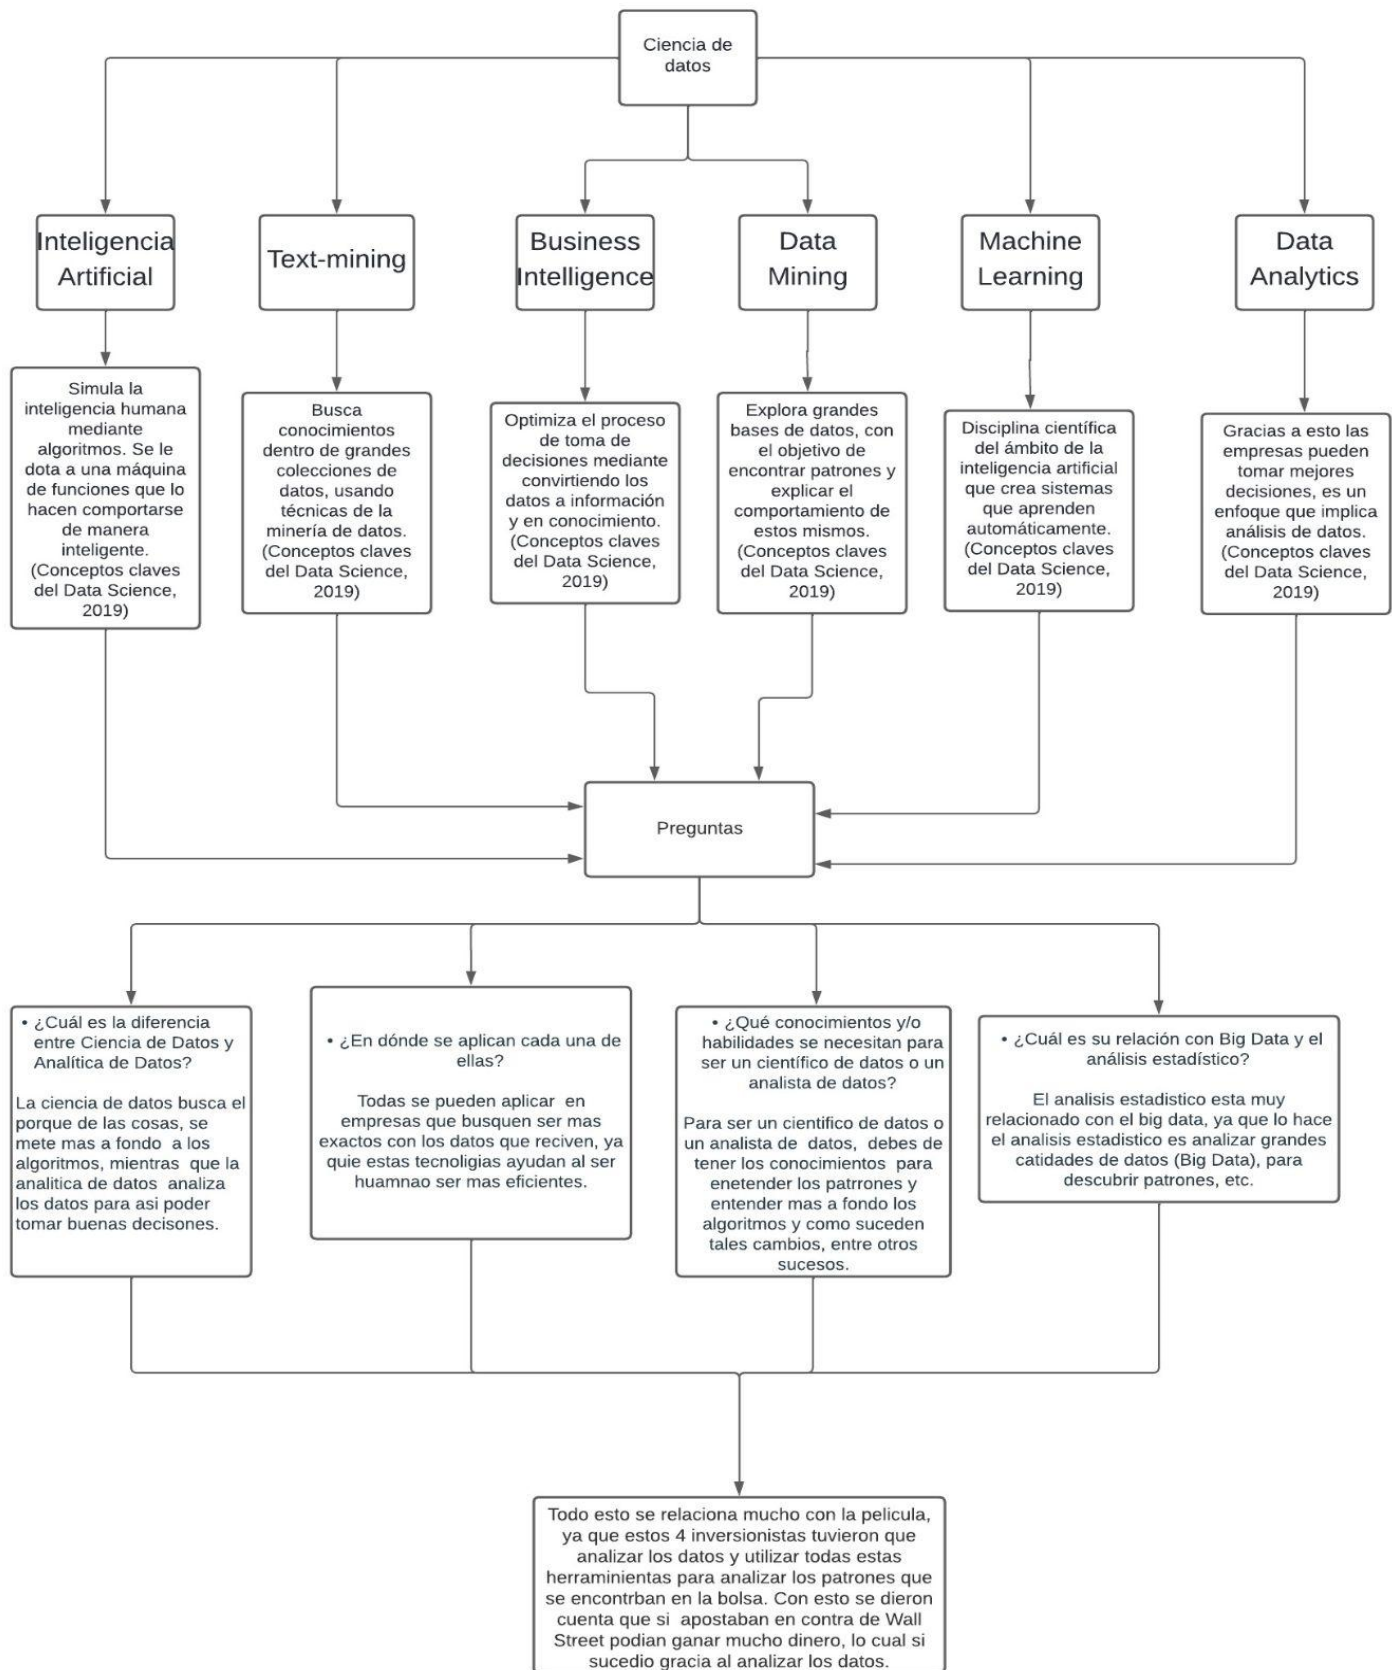 Ciencia de
datos
Inteligencia
Artificial
Text-mining
Business
Intelligence
Data
Mining
Machine
Learning
Data
Analytics
Simula la
inteligencia humana
mediante
algoritmos. Se le
dota a una máquina
de funciones que lo
hacen comportarse
de manera
inteligente.
(Conceptos claves
del Data Science,
2019)
Busca
conocimientos
dentro de grandes
colecciones de
datos, usando
técnicas de la
minería de datos.
(Conceptos claves
del Data Science,
2019)
Optimiza el proceso
de toma de
decisiones mediante
convirtiendo los
datos a información
y en conocimiento.
(Conceptos claves
del Data Science,
2019)
Explora grandes
bases de datos, con
el objetivo de
encontrar patrones y
explicar el
comportamiento de
estos mismos.
(Conceptos claves
del Data Science,
2019)
Disciplina científica
del ámbito de la
inteligencia artificial
que crea sistemas
que aprenden
automáticamente.
(Conceptos claves
del Data Science,
2019)
Gracias a esto las
empresas pueden
tomar mejores
decisiones, es un
enfoque que implica
análisis de datos.
(Conceptos claves
del Data Science,
2019)
Preguntas
• ¿Cuál es la diferencia
entre Ciencia de Datos y
Analítica de Datos?
La ciencia de datos busca el
porque de las cosas, se
mete mas a fondo a los
algoritmos, mientras que la
analitica de datos analiza
los datos para asi poder
tomar buenas decisones.
• ¿En dónde se aplican cada una de
ellas?
Todas se pueden aplicar en
empresas que busquen ser mas
exactos con los datos que reciven, ya
quie estas tecnoligias ayudan al ser
huamnao ser mas eficientes.
• ¿Qué conocimientos y/o
habilidades se necesitan para
ser un científico de datos o un
analista de datos?
Para ser un cientifico de datos o
un analista de datos, debes de
tener los conocimientos para
enetender los patrrones y
entender mas a fondo los
algoritmos y como suceden
tales cambios, entre otros
sucesos.
• ¿Cuál es su relación con Big Data y el
análisis estadístico?
El analisis estadistico esta muy
relacionado con el big data, ya que lo hace
el analisis estadistico es analizar grandes
catidades de datos (Big Data), para
descubrir patrones, etc.
Todo esto se relaciona mucho con la pelicula,
ya que estos 4 inversionistas tuvieron que
analizar los datos y utilizar todas estas
herraminientas para analizar los patrones que
se encontrban en la bolsa. Con esto se dieron
cuenta que si apostaban en contra de Wall
Street podian ganar mucho dinero, lo cual si
sucedio gracia al analizar los datos.